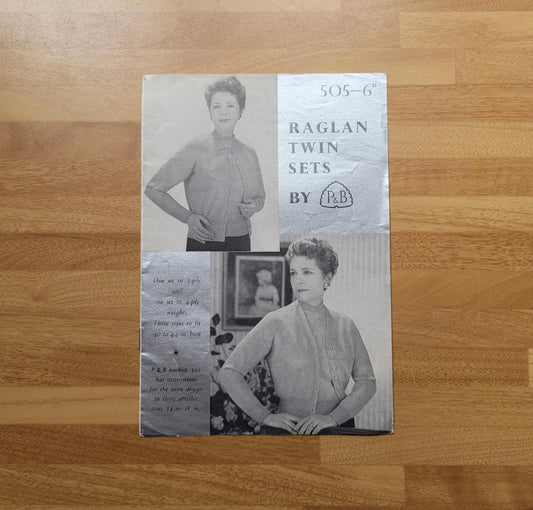 505—6ᴰ
RAGLAN
TWIN
SETS
BY P&B
One set in 3-ply
and
one set in 4-ply
weights
Three sizes to fit
40 to 44 in. bust
★
P & B booklet
has instructions
for the same design
in three smaller
sizes 34 to 38 in.